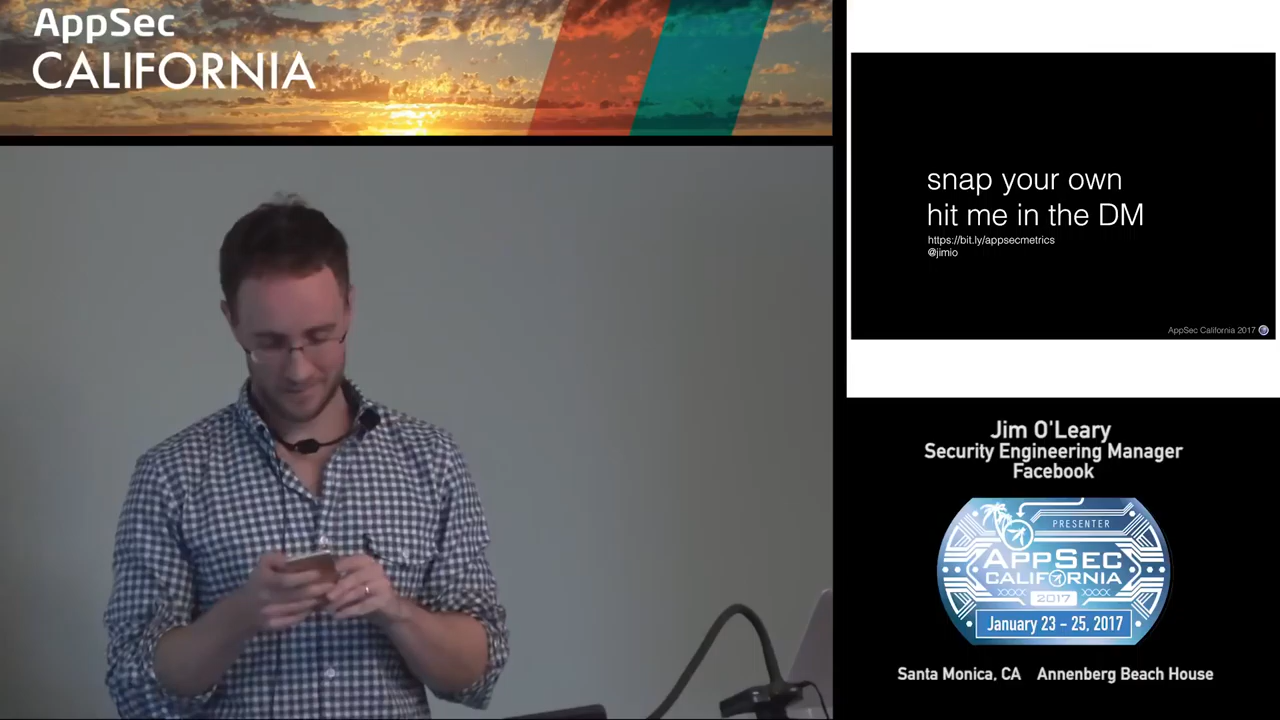 AppSec
CALIFORNIA
snap your own
hit me in the DM
https://bit.ly/appsecmetrics
@jimio
AppSec California 2017
Jim O'Leary
Security Engineering Manager
Facebook
PRESENTER
APPSEC
CALIFORNIA
XXXX 2017 XXXX
January 23 - 25, 2017
Santa Monica, CA Annenberg Beach House